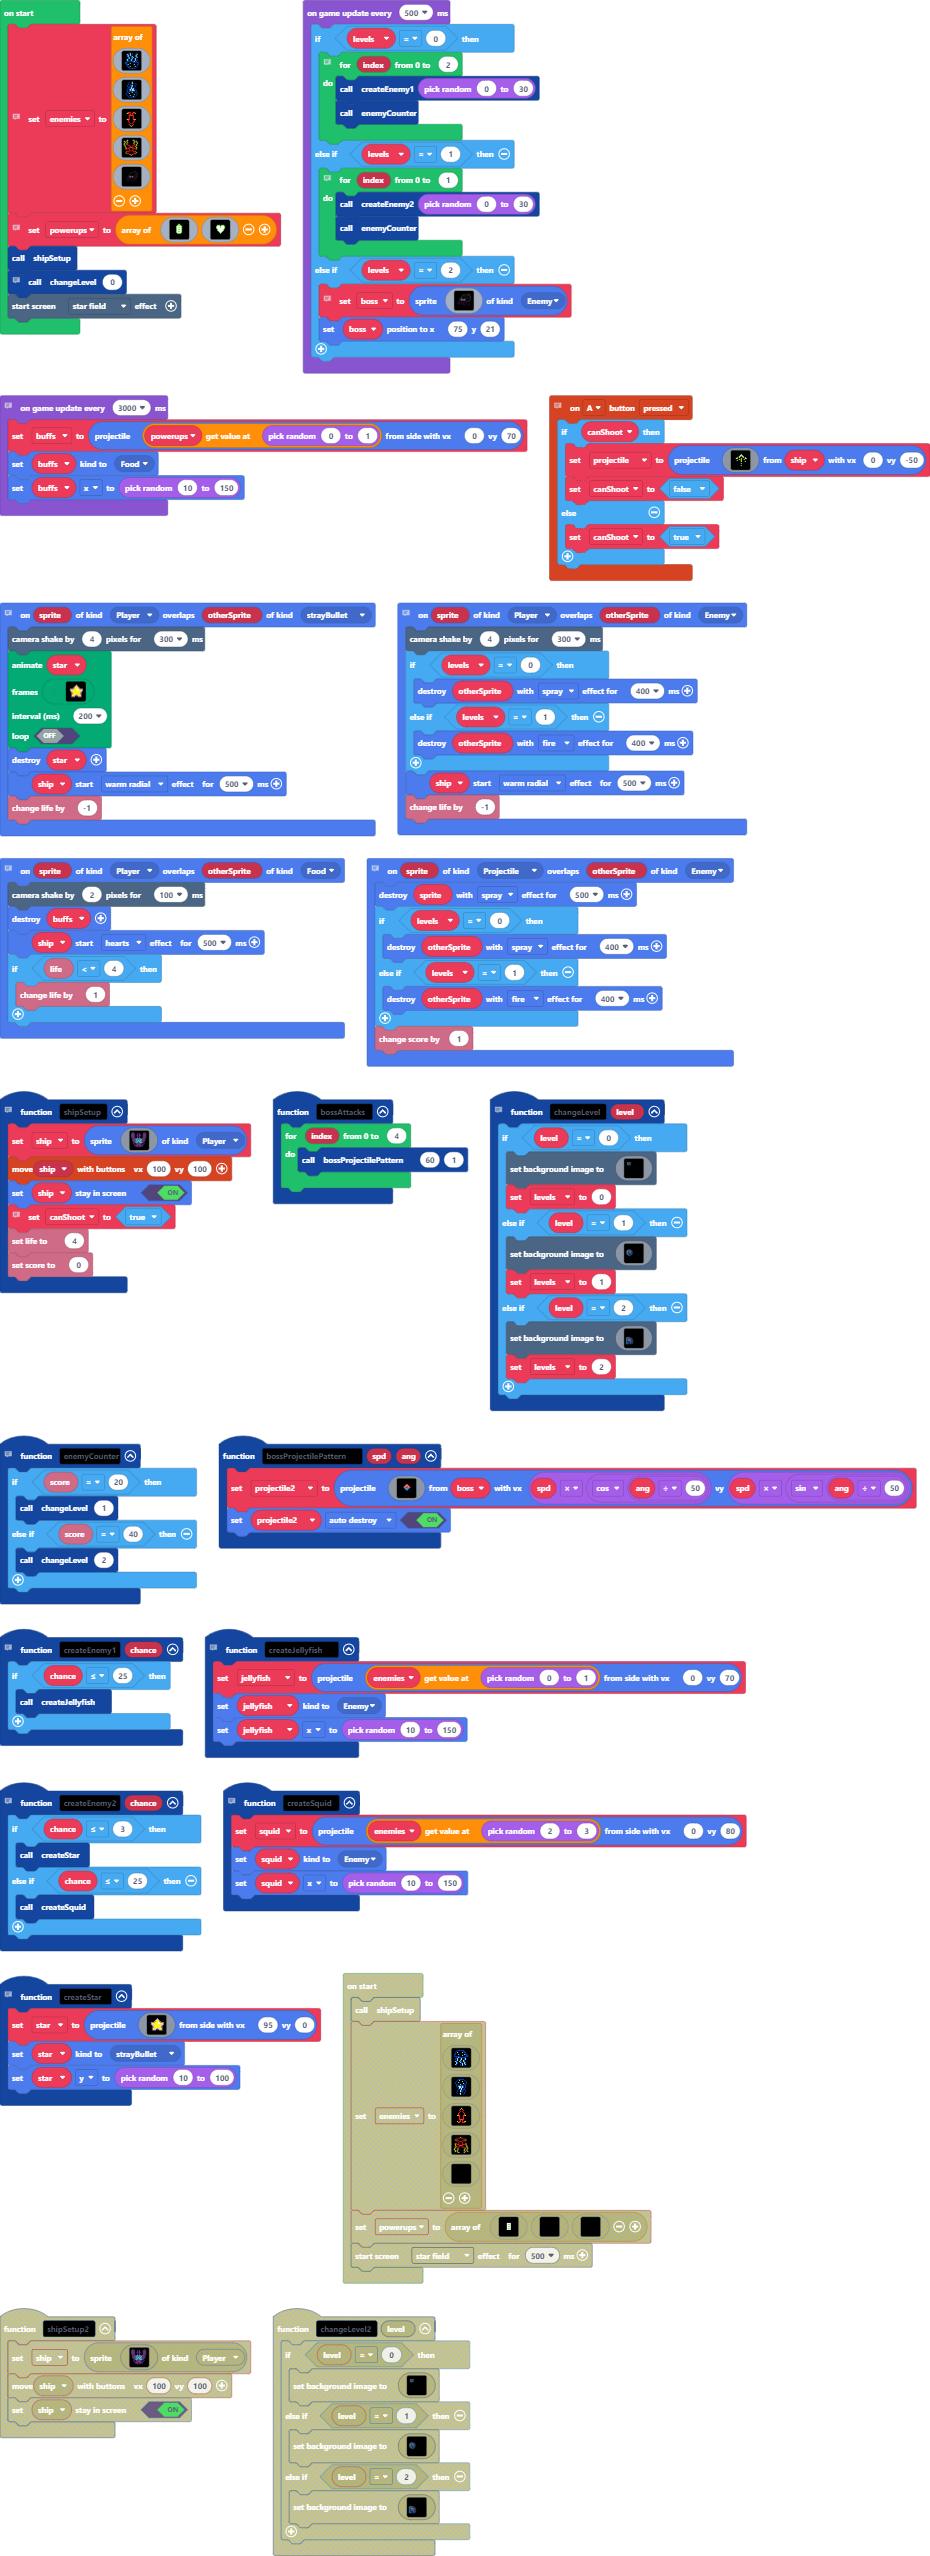 on start
array of
set enemies to
set powerups to array of
call shipSetup
call changeLevel 0
start screen star field effect
on game update every 500 ms
if levels = 0 then
for index from 0 to 2
do call createEnemy1 pick random 0 to 30
call enemyCounter
else if levels = 1 then
for index from 0 to 1
do call createEnemy2 pick random 0 to 30
call enemyCounter
else if levels = 2 then
set boss to sprite of kind Enemy
set boss position to x 75 y 21
on game update every 3000 ms
set buffs to projectile powerups get value at pick random 0 to 1 from side with vx 0 vy 70
set buffs kind to Food
set buffs x to pick random 10 to 150
on A button pressed
if canShoot then
set projectile to projectile from ship with vx 0 vy -50
set canShoot to false
else
set canShoot to true
on sprite of kind Player overlaps otherSprite of kind strayBullet
camera shake by 4 pixels for 300 ms
animate star
frames
interval (ms) 200
loop OFF
destroy star
ship start warm radial effect for 500 ms
change life by -1
on sprite of kind Player overlaps otherSprite of kind Enemy
camera shake by 4 pixels for 300 ms
if levels = 0 then
destroy otherSprite with spray effect for 400 ms
else if levels = 1 then
destroy otherSprite with fire effect for 400 ms
ship start warm radial effect for 500 ms
change life by -1
on sprite of kind Player overlaps otherSprite of kind Food
camera shake by 2 pixels for 100 ms
destroy buffs
ship start hearts effect for 500 ms
if life < 4 then
change life by 1
on sprite of kind Projectile overlaps otherSprite of kind Enemy
destroy sprite with spray effect for 500 ms
if levels = 0 then
destroy otherSprite with spray effect for 400 ms
else if levels = 1 then
destroy otherSprite with fire effect for 400 ms
change score by 1
function shipSetup
set ship to sprite of kind Player
move ship with buttons vx 100 vy 100
set ship stay in screen ON
set canShoot to true
set life to 4
set score to 0
function bossAttacks
for index from 0 to 4
do call bossProjectilePattern 60 1
function changeLevel level
if level = 0 then
set background image to
set levels to 0
else if level = 1 then
set background image to
set levels to 1
else if level = 2 then
set background image to
set levels to 2
function enemyCounter
if score = 20 then
call changeLevel 1
else if score = 40 then
call changeLevel 2
function bossProjectilePattern spd ang
set projectile2 to projectile from boss with vx spd × cos ang ÷ 50 vy spd × sin ang ÷ 50
set projectile2 auto destroy ON
function createEnemy1 chance
if chance ≤ 25 then
call createJellyfish
function createJellyfish
set jellyfish to projectile enemies get value at pick random 0 to 1 from side with vx 0 vy 70
set jellyfish kind to Enemy
set jellyfish x to pick random 10 to 150
function createEnemy2 chance
if chance ≤ 3 then
call createStar
else if chance ≤ 25 then
call createSquid
function createSquid
set squid to projectile enemies get value at pick random 2 to 3 from side with vx 0 vy 80
set squid kind to Enemy
set squid x to pick random 10 to 150
function createStar
set star to projectile from side with vx 95 vy 0
set star kind to strayBullet
set star y to pick random 10 to 100
on start
call shipSetup
array of
set enemies to
set powerups to array of
start screen star field effect for 500 ms
function shipSetup2
set ship to sprite of kind Player
move ship with buttons vx 100 vy 100
set ship stay in screen ON
function changeLevel2 level
if level = 0 then
set background image to
else if level = 1 then
set background image to
else if level = 2 then
set background image to